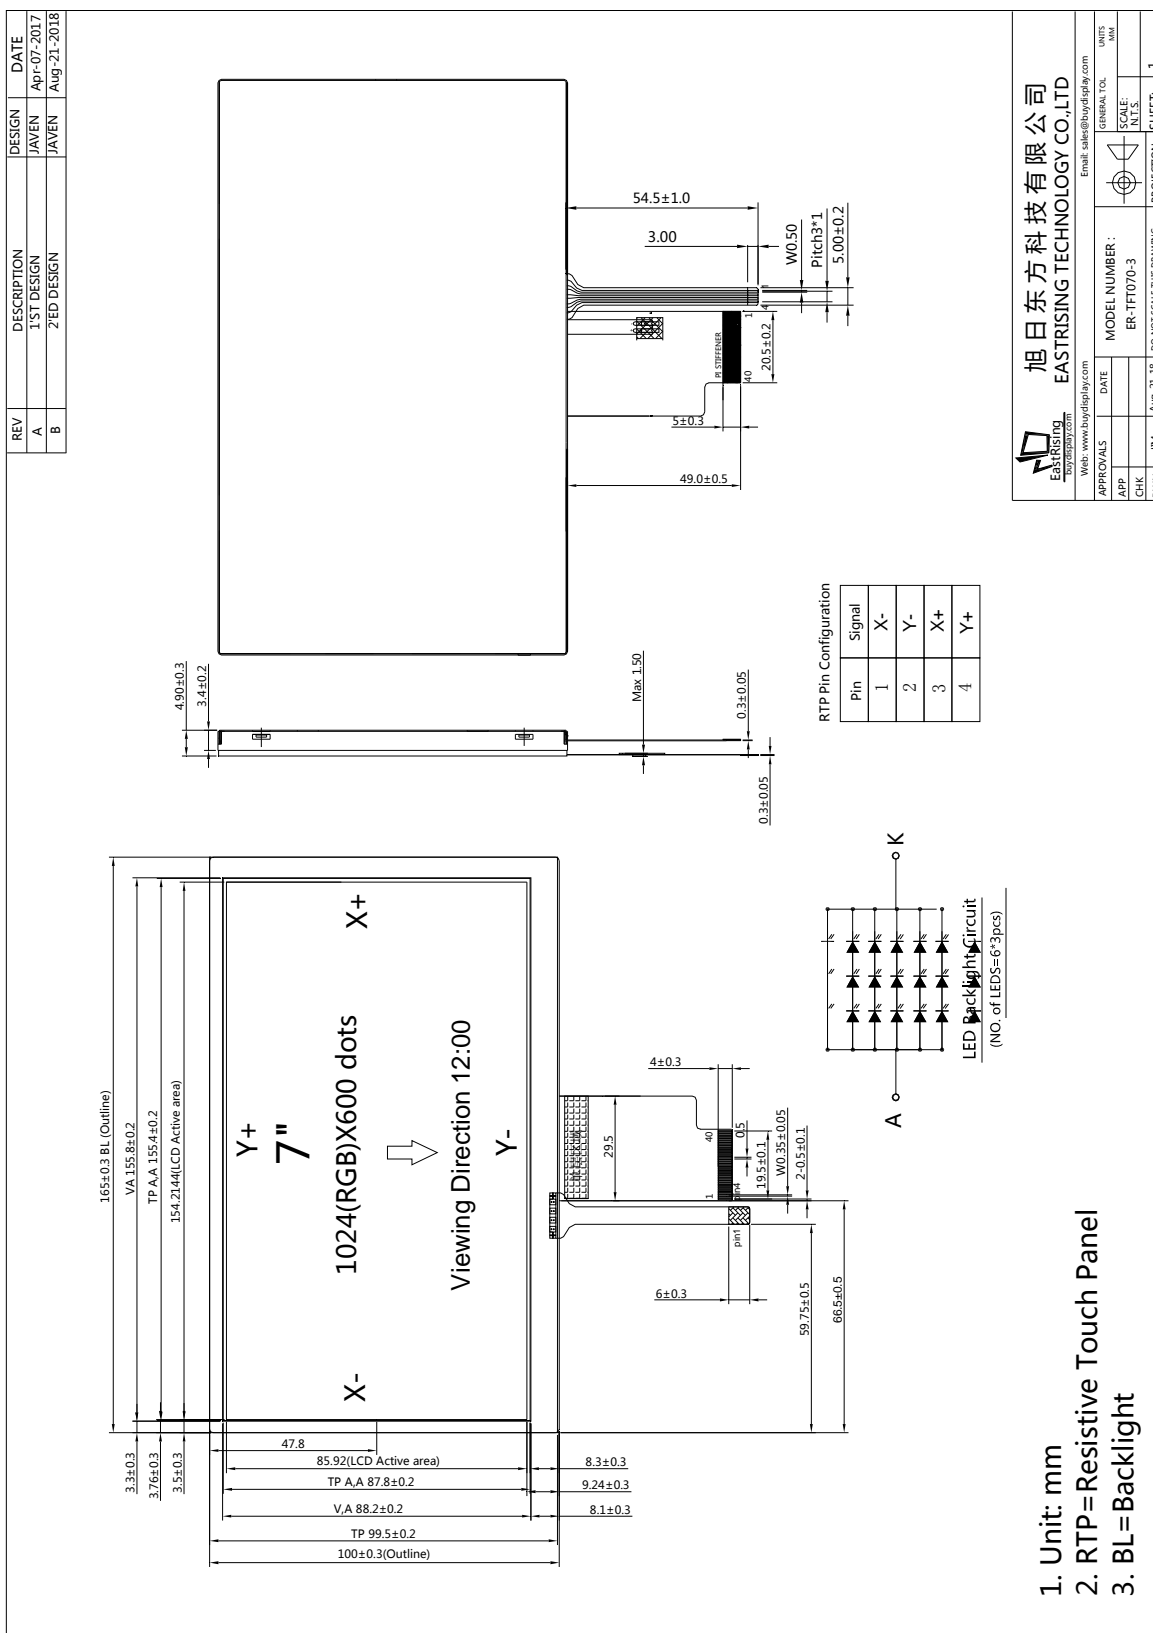 REV DESCRIPTION DESIGN DATE
A 1'ST DESIGN JAVEN Apr-07-2017
B 2'ED DESIGN JAVEN Aug-21-2018
165±0.3 BL (Outline)
VA 155.8±0.2
TP A,A 155.4±0.2
154.2144(LCD Active area)
3.3±0.3
3.76±0.3
3.5±0.3
47.8
85.92(LCD Active area)
TP A,A 87.8±0.2
V,A 88.2±0.2
TP 99.5±0.2
100±0.3(Outline)
8.3±0.3
9.24±0.3
8.1±0.3
Y+
7"
1024(RGB)X600 dots
X-
X+
Viewing Direction 12:00
Y-
29.5
4±0.3
40
1
0.5
19.5±0.1
W0.35±0.05
2-0.5±0.1
pin4
pin1
6±0.3
59.75±0.5
66.5±0.5
4.90±0.3
3.4±0.2
Max 1.50
0.3±0.05
0.3±0.05
54.5±1.0
3.00
W0.50
Pitch3*1
5.00±0.2
1
4
PI STIFFENER
1
40
20.5±0.2
5±0.3
49.0±0.5
A
K
LED Backlight Circuit
(NO. of LEDS=6*3pcs)
RTP Pin Configuration
Pin Signal
1 X-
2 Y-
3 X+
4 Y+
1. Unit: mm
2. RTP=Resistive Touch Panel
3. BL=Backlight
EastRising
buydisplay.com
旭日东方科技有限公司
EASTRISING TECHNOLOGY CO.,LTD
Web: www.buydisplay.com Email: sales@buydisplay.com
APPROVALS DATE
APP
CHK
MODEL NUMBER :
ER-TFT070-3
GENERAL TOL
UNITS
MM
SCALE:
N.T.S.